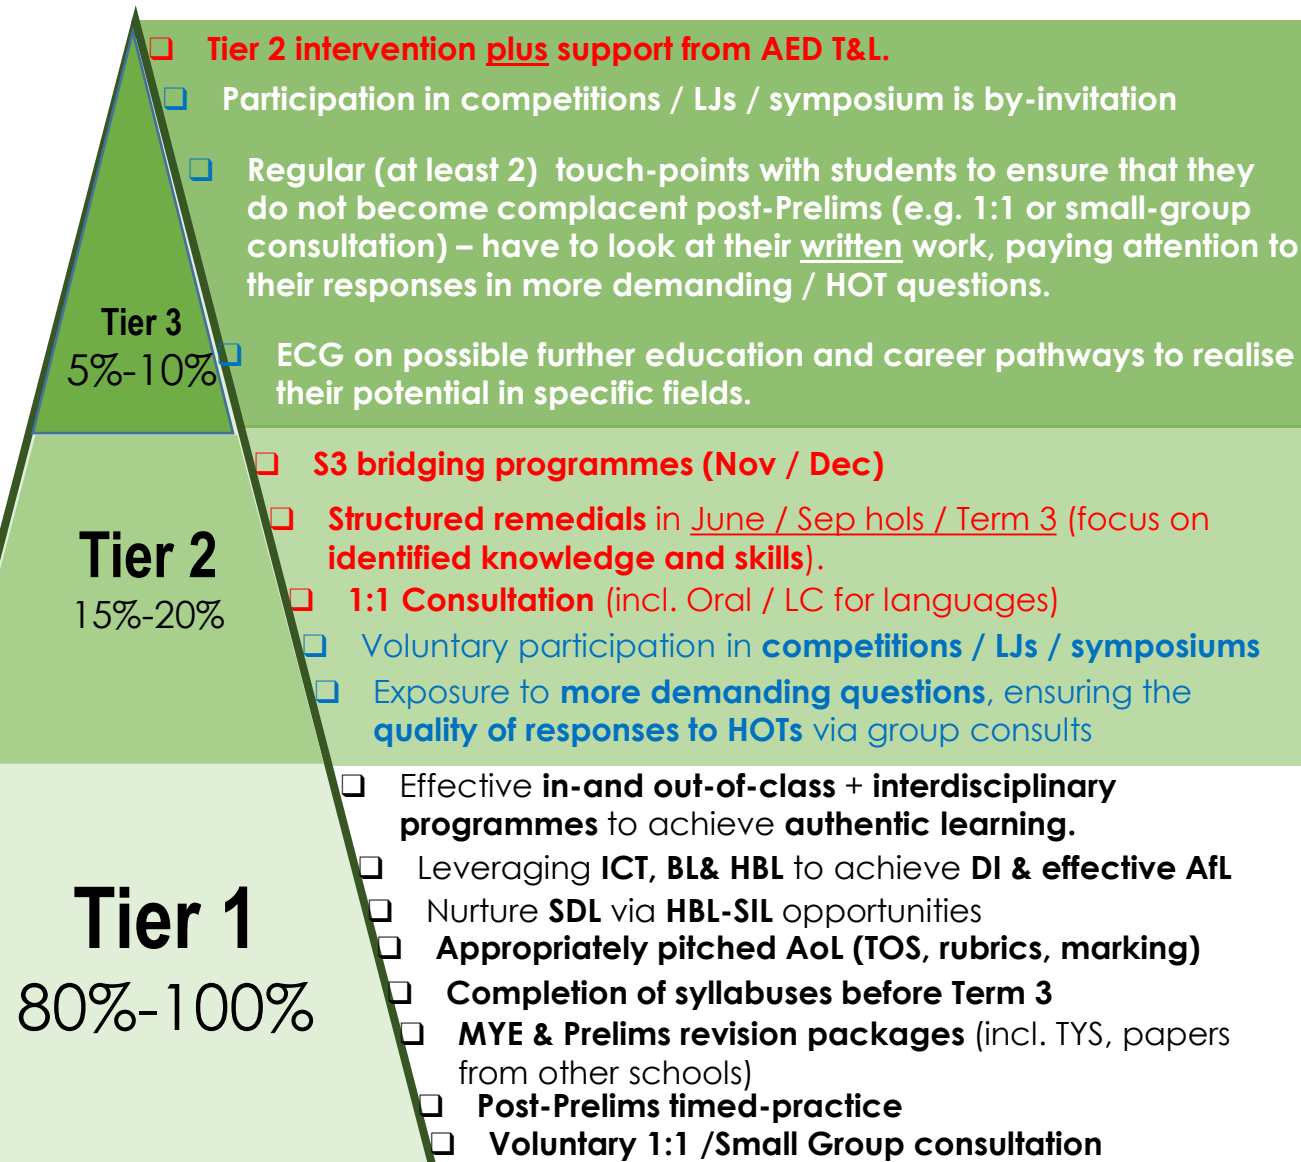 Tier 2 intervention plus support from AED T&L.
Participation in competitions / LJs / symposium is by-invitation
Regular (at least 2) touch-points with students to ensure that they
do not become complacent post-Prelims (e.g. 1:1 or small-group
consultation) – have to look at their written work, paying attention to
their responses in more demanding / HOT questions.
Tier 3
5%-10%
ECG on possible further education and career pathways to realise
their potential in specific fields.
S3 bridging programmes (Nov / Dec)
Structured remedials in June / Sep hols / Term 3 (focus on
identified knowledge and skills).
Tier 2
15%-20%
1:1 Consultation (incl. Oral / LC for languages)
Voluntary participation in competitions / LJs / symposiums
Exposure to more demanding questions, ensuring the
quality of responses to HOTs via group consults
Effective in-and out-of-class + interdisciplinary
programmes to achieve authentic learning.
Leveraging ICT, BL& HBL to achieve DI & effective AfL
Nurture SDL via HBL-SIL opportunities
Tier 1
80%-100%
Appropriately pitched AoL (TOS, rubrics, marking)
Completion of syllabuses before Term 3
MYE & Prelims revision packages (incl. TYS, papers
from other schools)
Post-Prelims timed-practice
Voluntary 1:1 /Small Group consultation